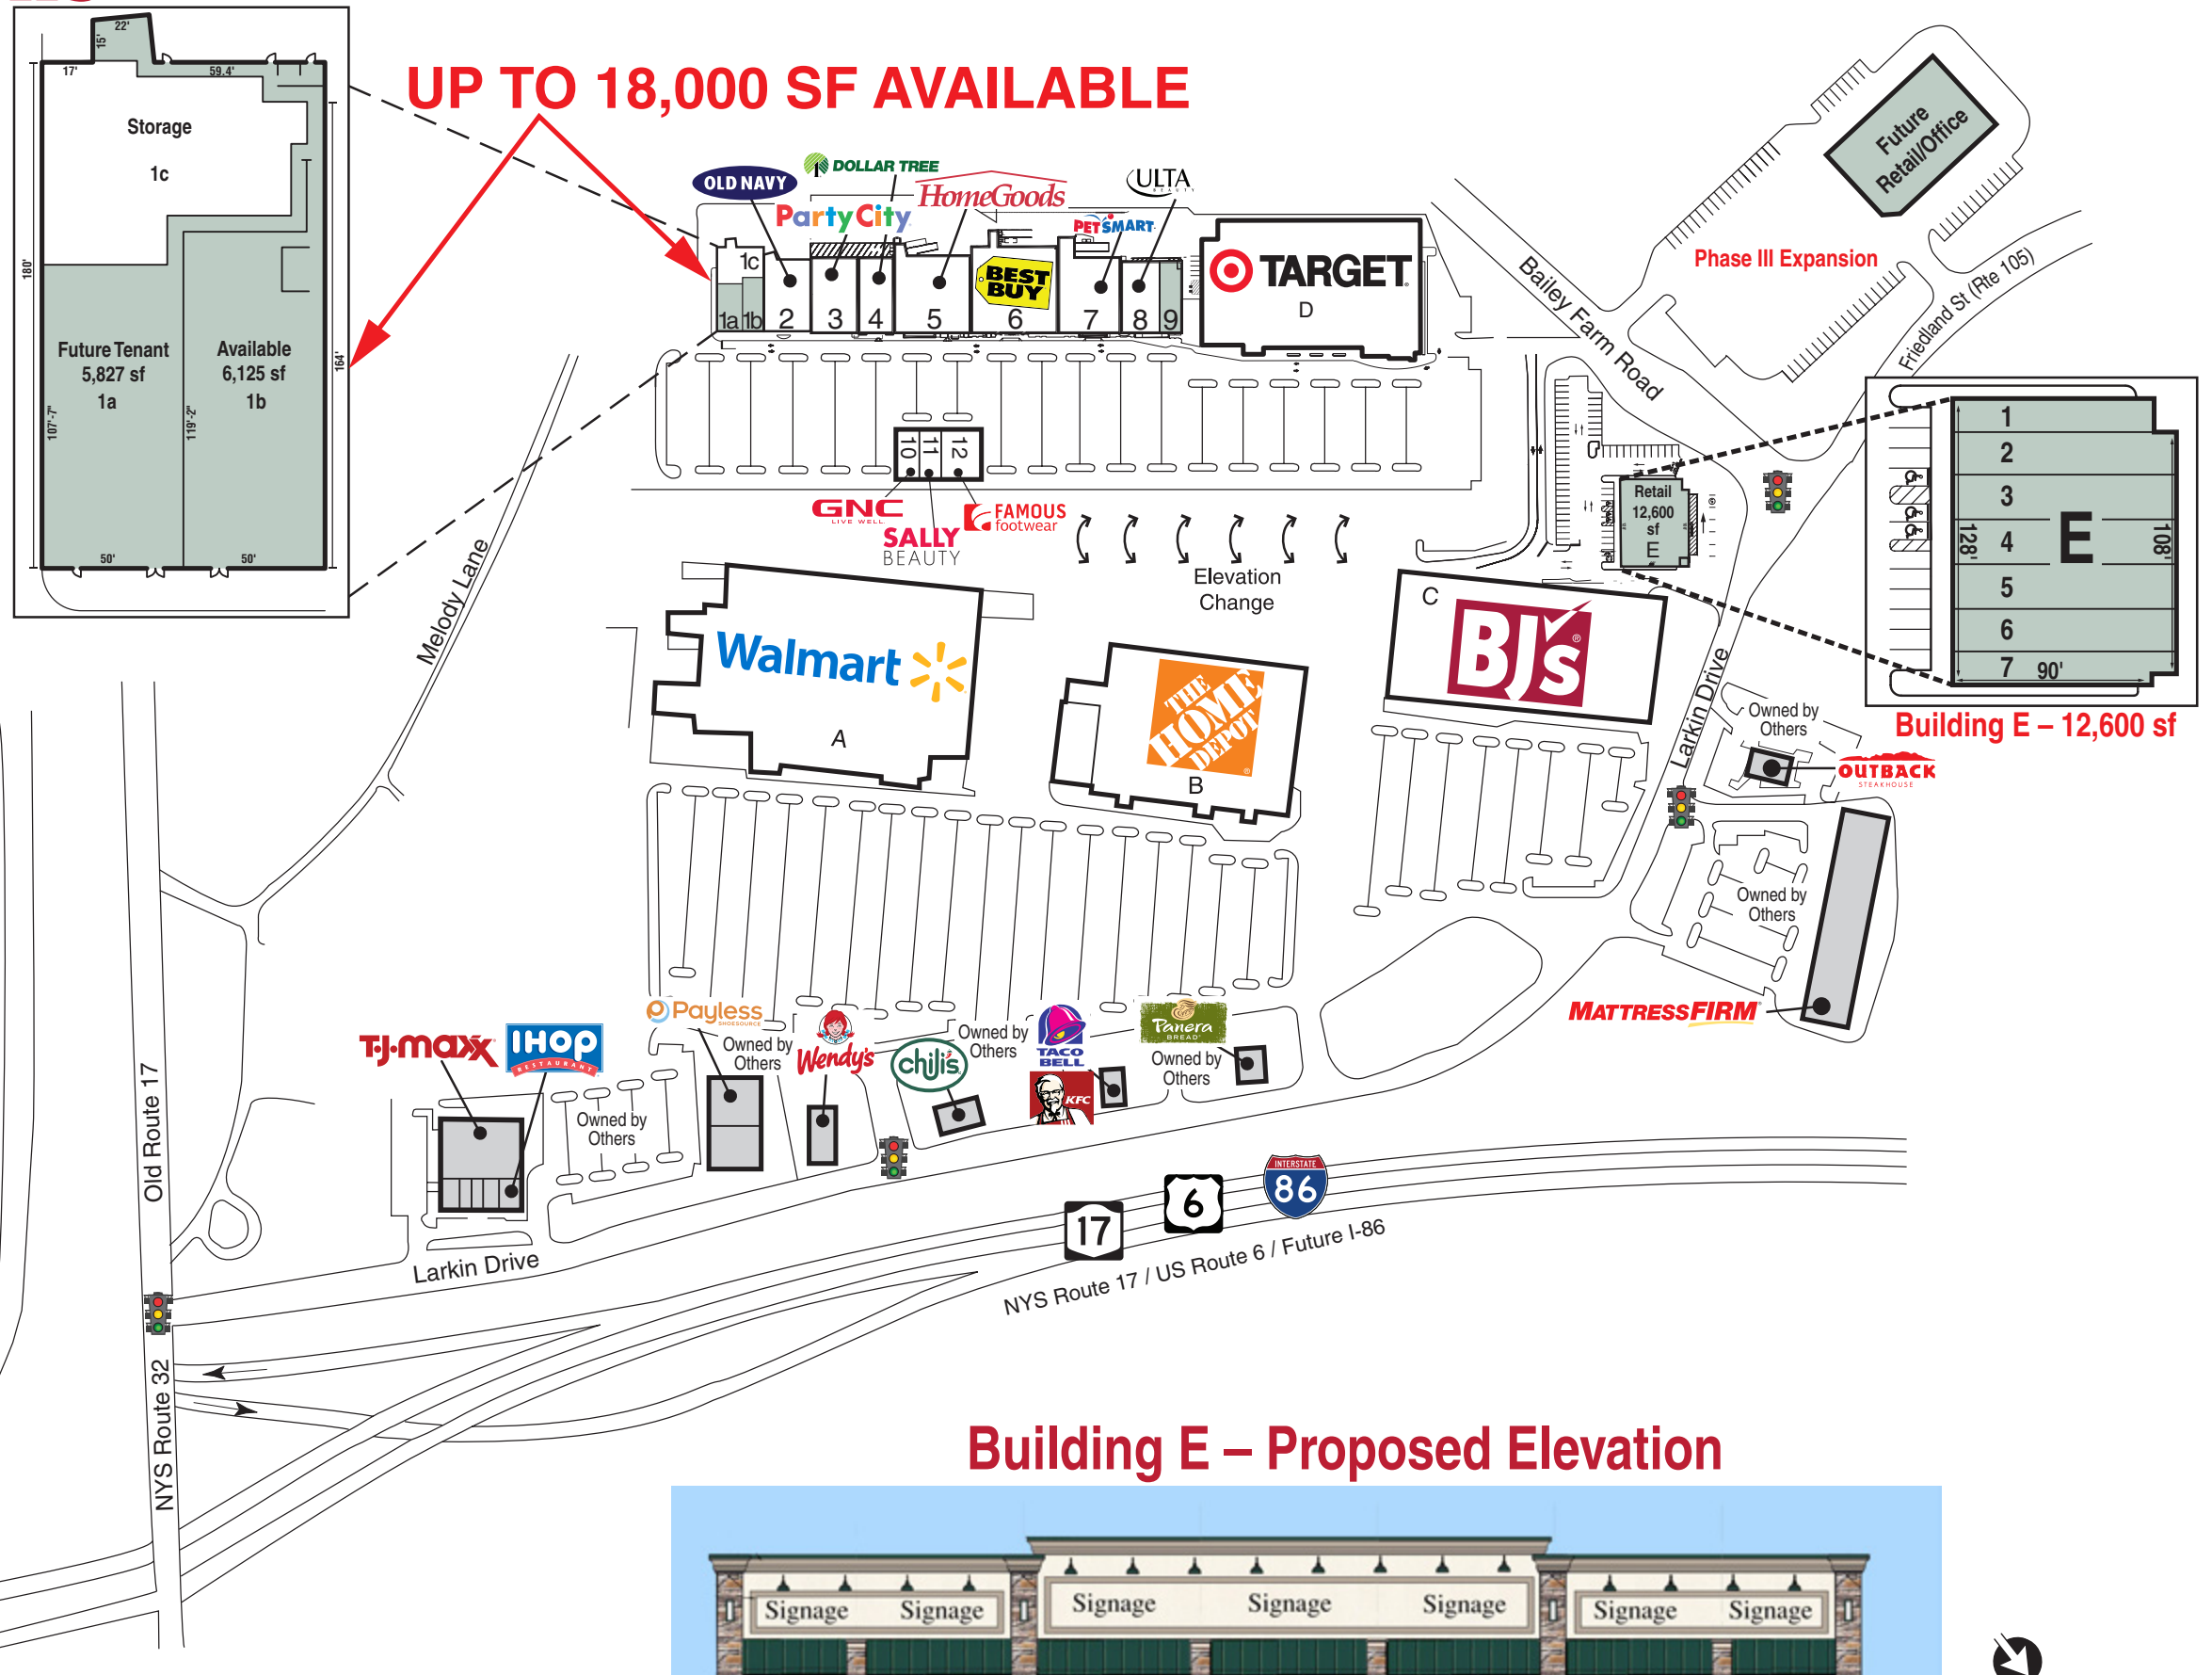 UP TO 18,000 SF AVAILABLE
22'
15'
17'
59.4'
Storage
1c
180'
164'
Future Tenant
5,827 sf
1a
Available
6,125 sf
1b
107'-7"
119'-2"
50'
50'
OLD NAVY
DOLLAR TREE
Party City
HomeGoods
PETSMART
ULTA
BEAUTY
1c
1a
1b
2
3
4
5
BEST
BUY
6
7
8
9
TARGET
D
10
11
12
GNC
LIVE WELL
SALLY
BEAUTY
FAMOUS
footwear
Elevation
Change
Future
Retail/Office
Phase III Expansion
Bailey Farm Road
Friedland St (Rte 105)
Retail
12,600
sf
E
1
2
3
4
5
6
7
E
128'
108'
90'
Building E – 12,600 sf
Melody Lane
Walmart
A
THE
HOME
DEPOT
B
C
BJ's
Larkin Drive
Owned by
Others
OUTBACK
STEAKHOUSE
Owned by
Others
MATTRESSFIRM
T.J.maxx
IHOP
RESTAURANT
Owned by
Others
Payless
SHOESOURCE
Owned by
Others
Wendy's
chili's
Owned by
Others
TACO
BELL
KFC
Panera
BREAD
Owned by
Others
Old Route 17
Larkin Drive
NYS Route 32
17
6
INTERSTATE
86
NYS Route 17 / US Route 6 / Future I-86
Building E – Proposed Elevation
Signage Signage Signage Signage Signage Signage Signage